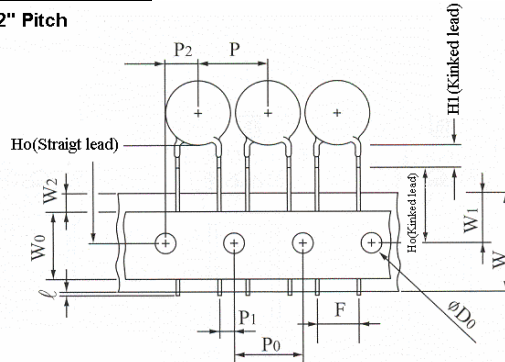 2" Pitch
P2
P
H1(Kinked lead)
Ho(Straigt lead)
W2
W0
Ho(Kinked lead)
W1
W
ℓ
P1
F
P0
øD0